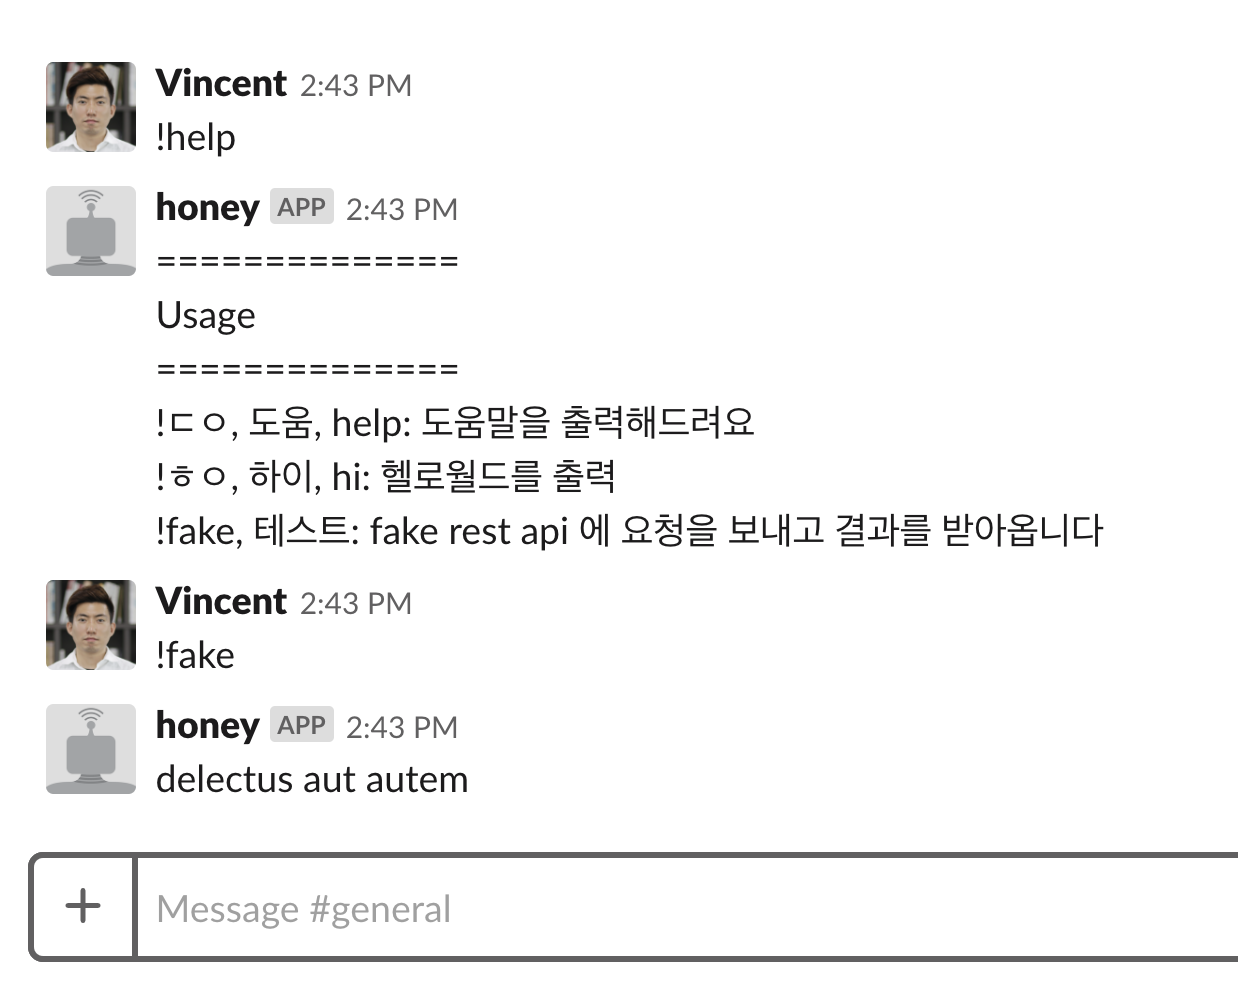 Vincent 2:43 PM
!help
honey APP 2:43 PM
==============
Usage
==============
!ㄷㅇ, 도움, help: 도움말을 출력해드려요
!ㅎㅇ, 하이, hi: 헬로월드를 출력
!fake, 테스트: fake rest api 에 요청을 보내고 결과를 받아옵니다
Vincent 2:43 PM
!fake
honey APP 2:43 PM
delectus aut autem
Message #general